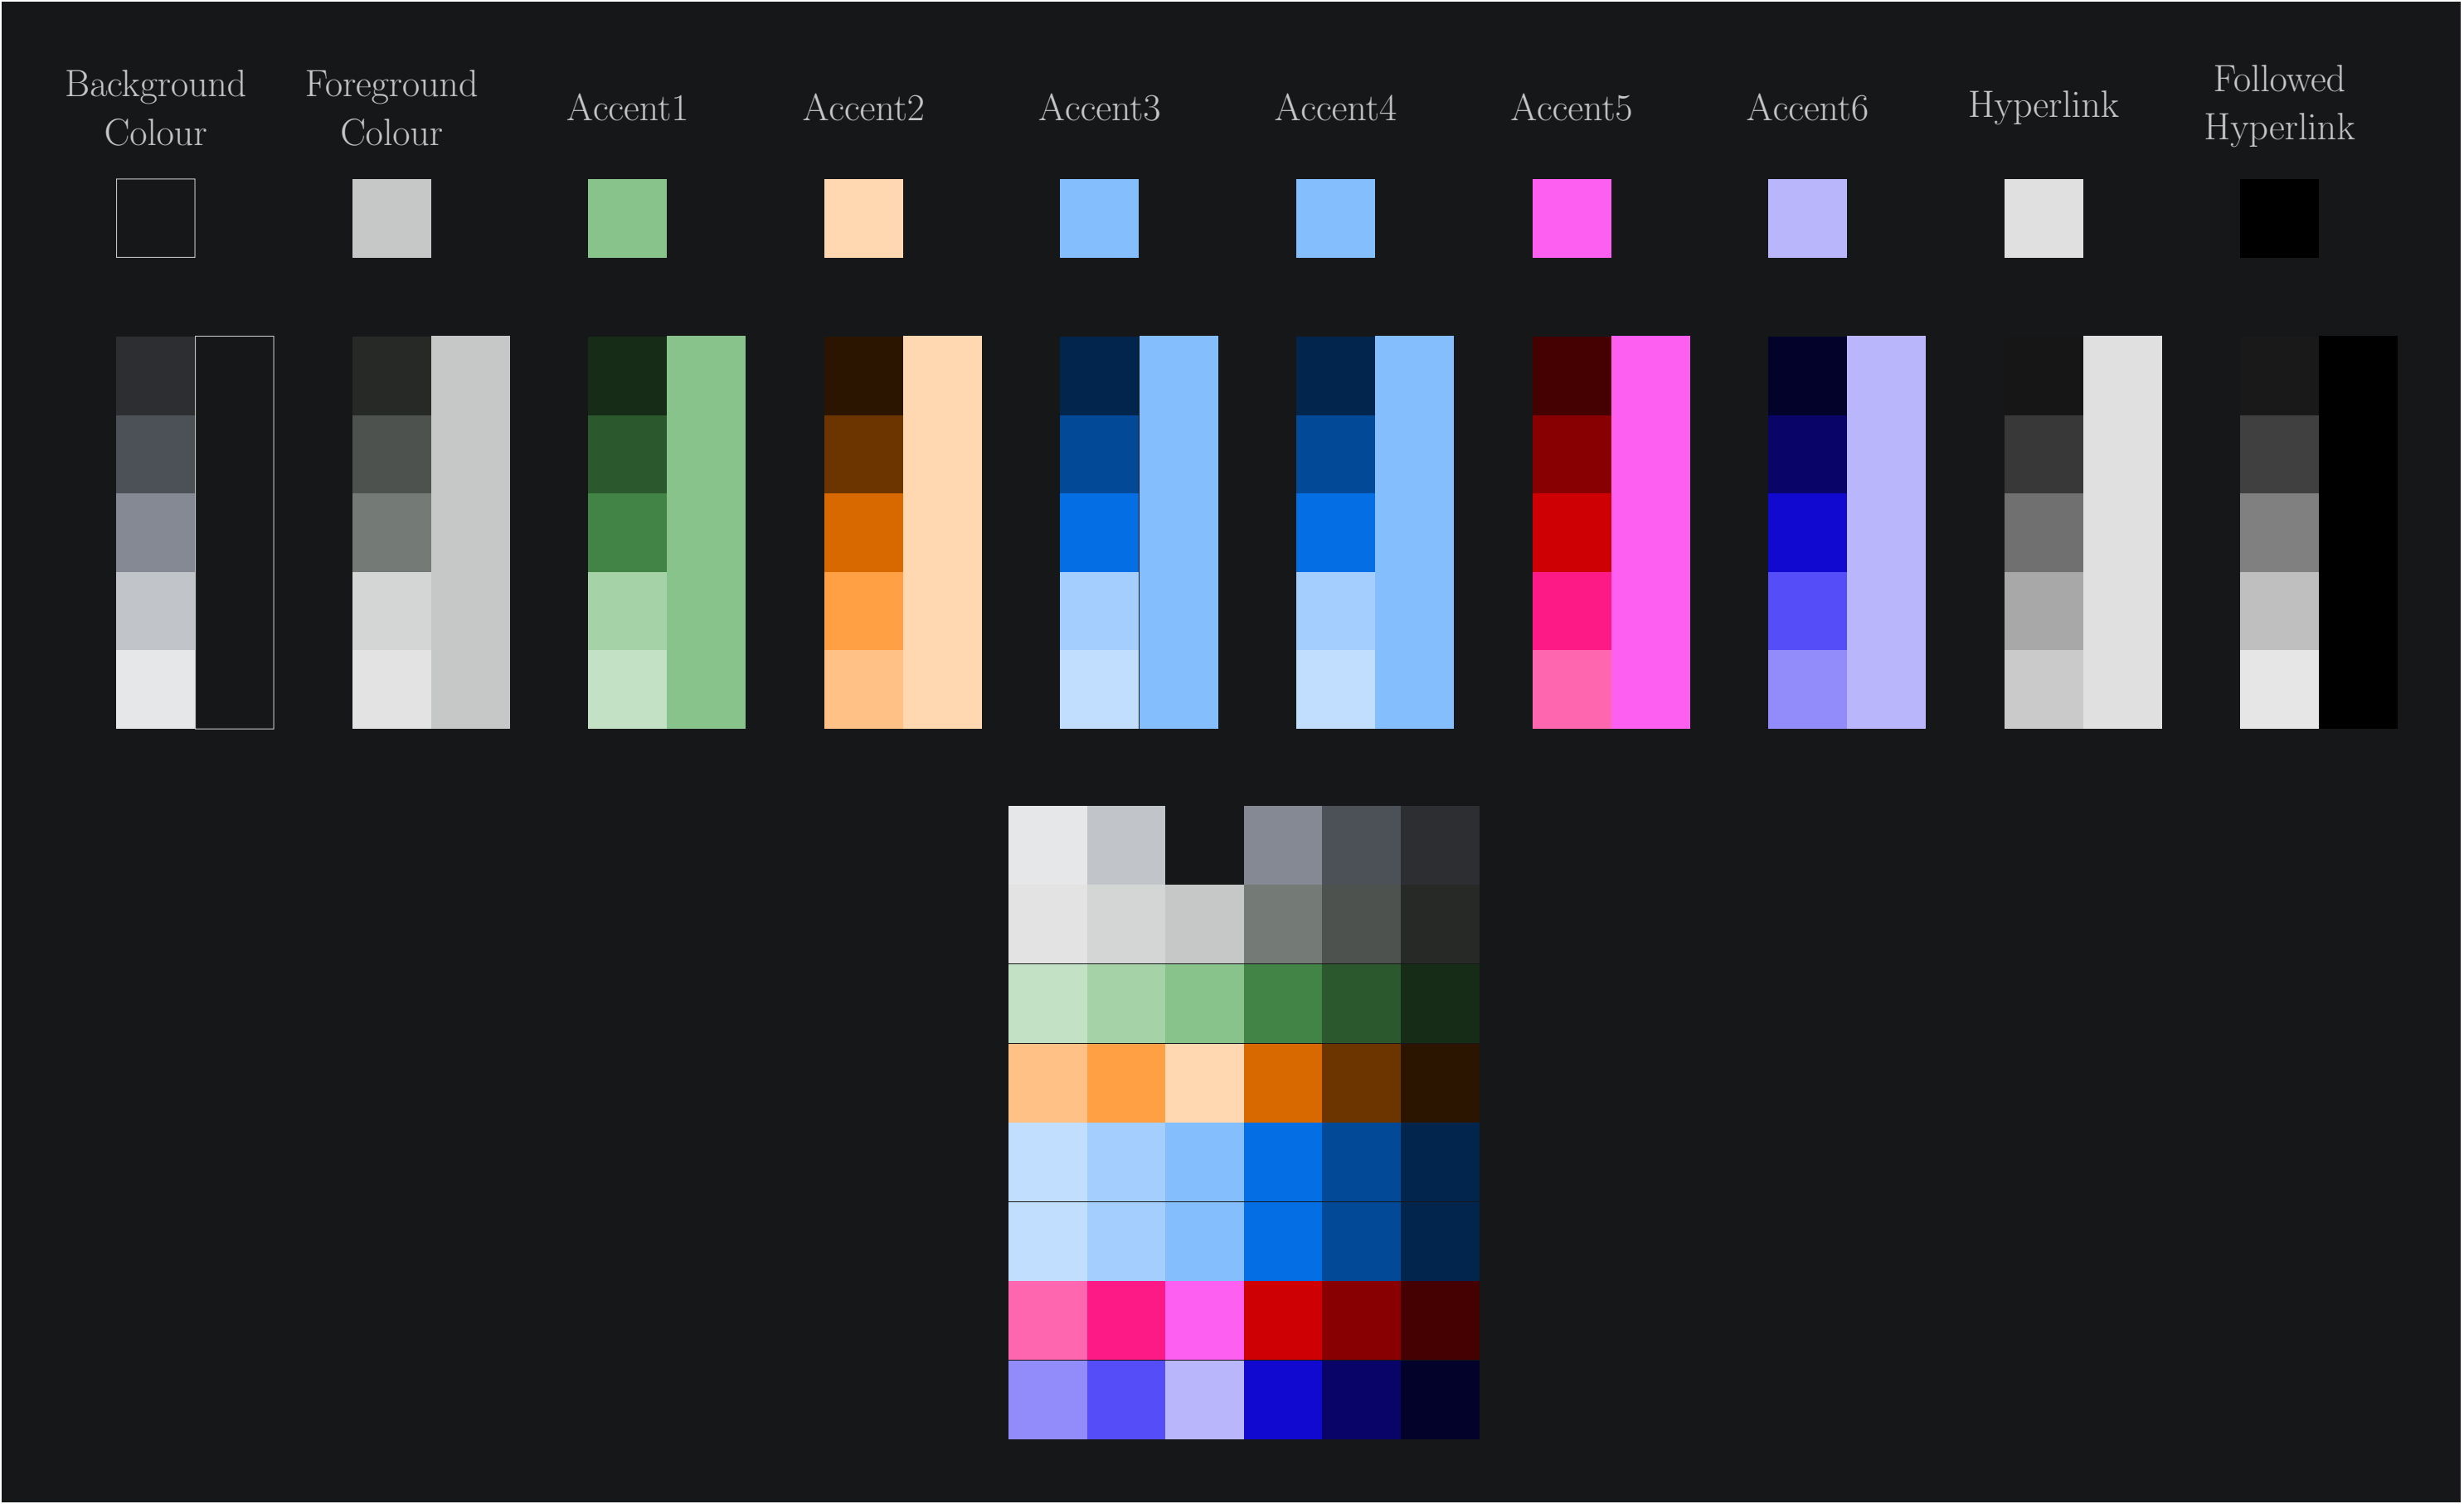 Background
Colour
Foreground
Colour
Accent1
Accent2
Accent3
Accent4
Accent5
Accent6
Hyperlink
Followed
Hyperlink